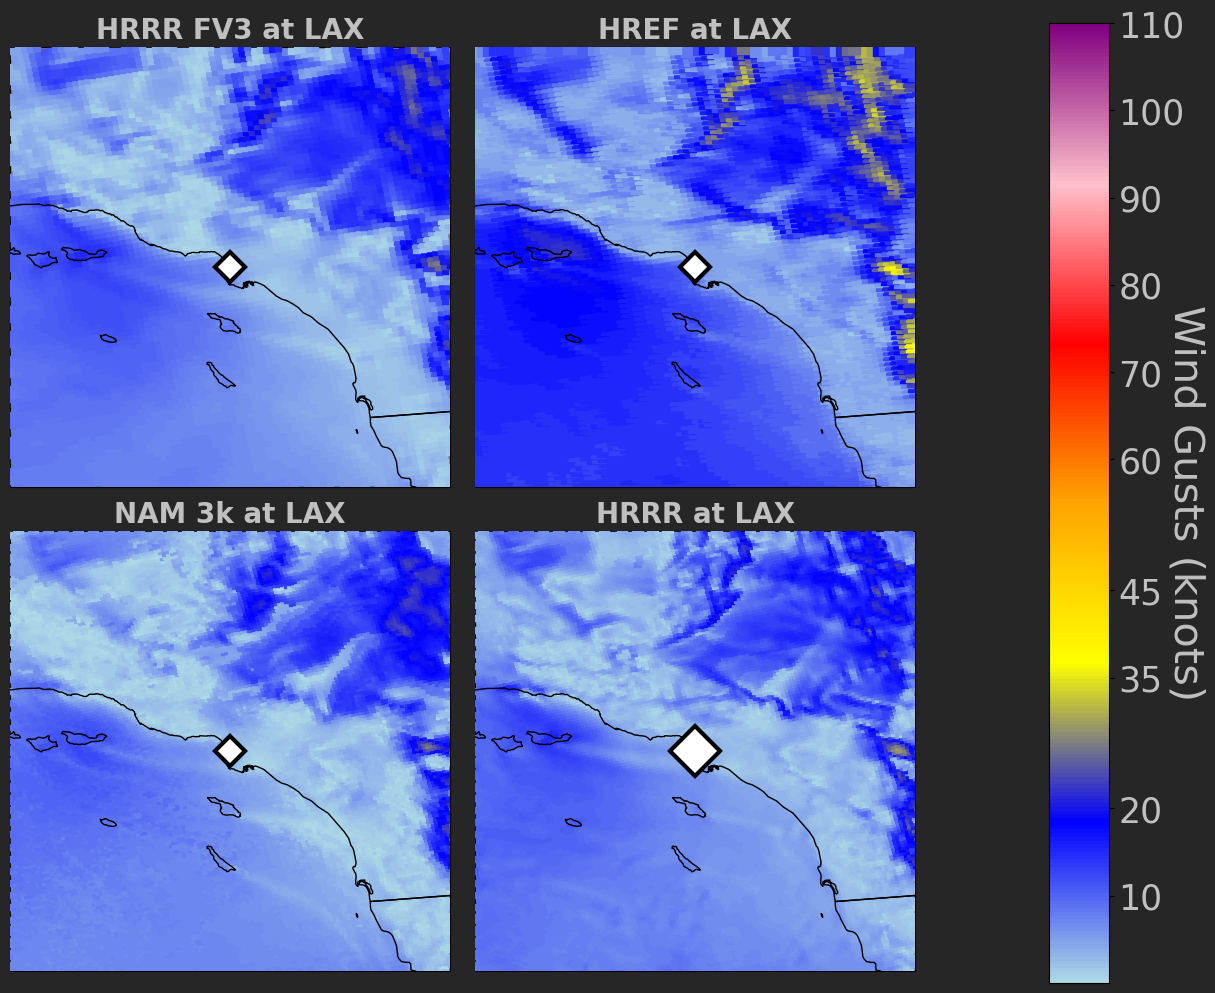 HRRR FV3 at LAX
HREF at LAX
NAM 3k at LAX
HRRR at LAX
110
100
90
80
70
60
45
35
20
10
Wind Gusts (knots)